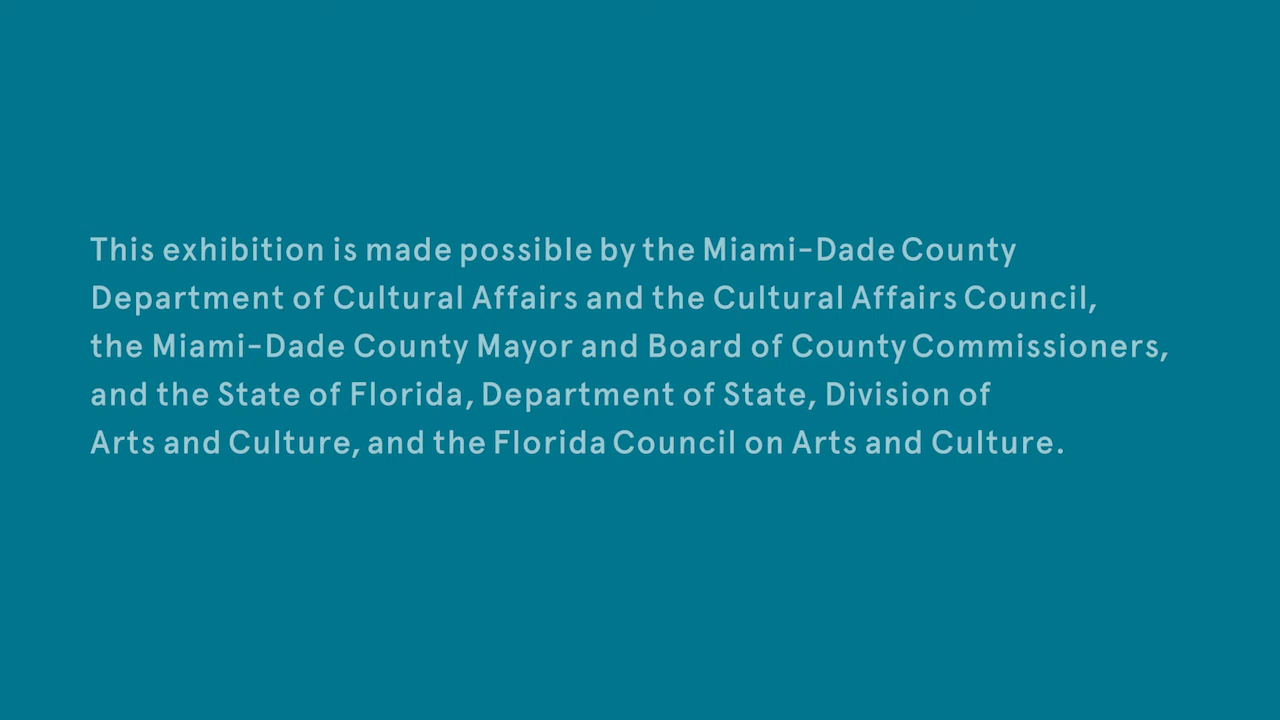 This exhibition is made possible by the Miami-Dade County
Department of Cultural Affairs and the Cultural Affairs Council,
the Miami-Dade County Mayor and Board of County Commissioners,
and the State of Florida, Department of State, Division of
Arts and Culture, and the Florida Council on Arts and Culture.